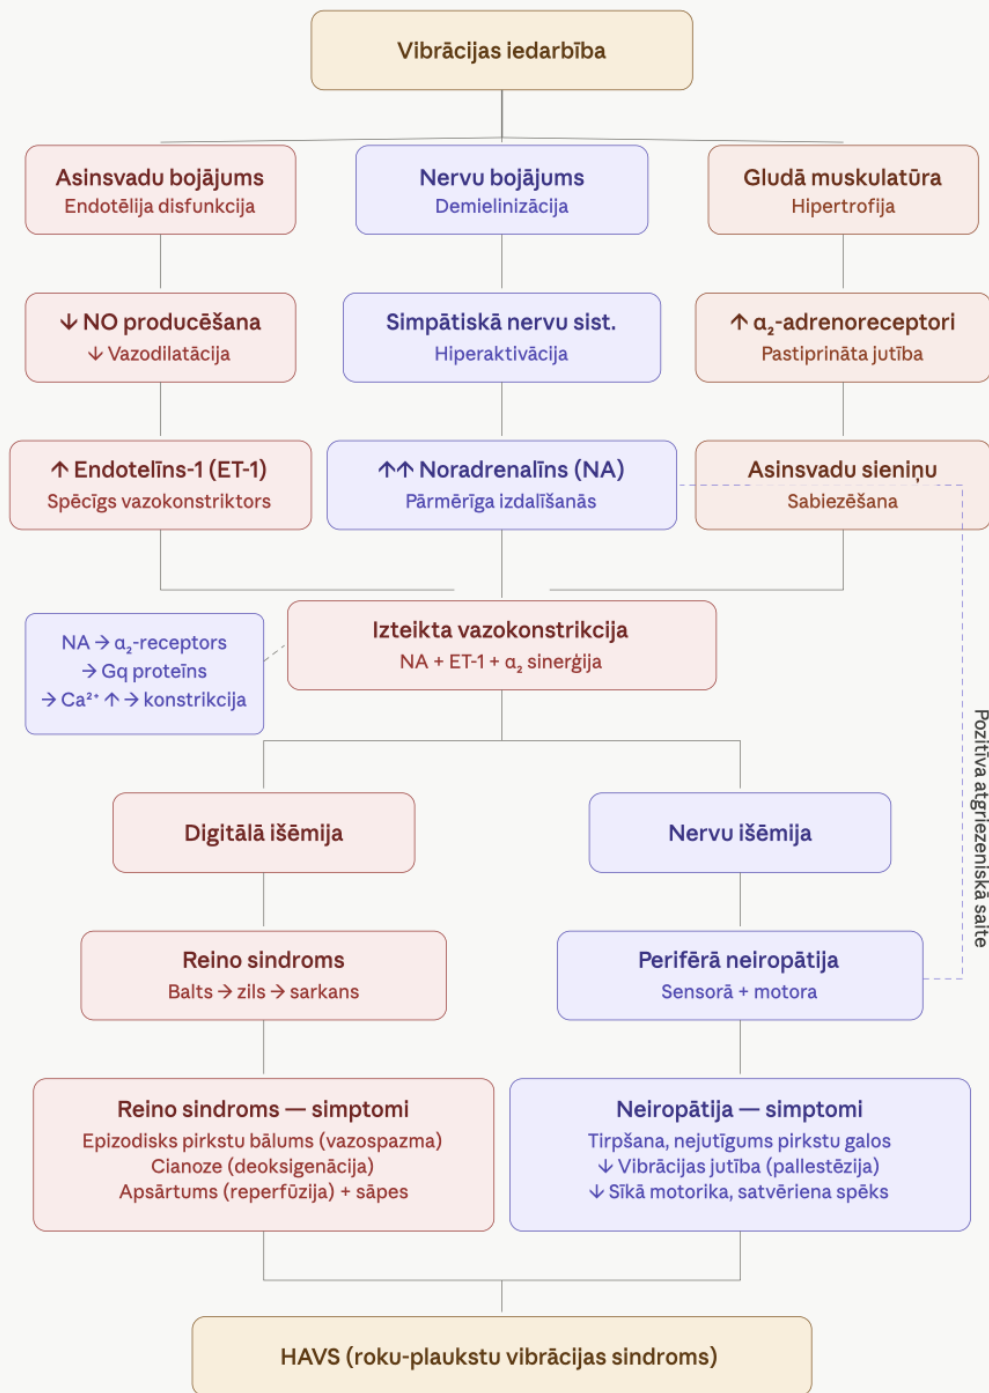 Vibrācijas iedarbība
Asinsvadu bojājums
Endotēlija disfunkcija
Nervu bojājums
Demielinizācija
Gludā muskulatūra
Hipertrofija
↓ NO producēšana
↓ Vazodilatācija
Simpātiskā nervu sist.
Hiperaktivācija
↑ α₂-adrenoreceptori
Pastiprināta jutība
↑ Endotelīns-1 (ET-1)
Spēcīgs vazokonstriktors
↑↑ Noradrenalīns (NA)
Pārmērīga izdalīšanās
Asinsvadu sieniņu
Sabiezēšana
Izteikta vazokonstrikcija
NA + ET-1 + α₂ sinerģija
NA → α₂-receptors
→ Gq proteīns
→ Ca²⁺ ↑ → konstrikcija
Digitālā išēmija
Nervu išēmija
Pozitīva atgriezeniskā saite
Reino sindroms
Balts → zils → sarkans
Perifērā neiropātija
Sensorā + motora
Reino sindroms — simptomi
Epizodisks pirkstu bālums (vazospazma)
Cianoze (deoksigenācija)
Apsārtums (reperfūzija) + sāpes
Neiropātija — simptomi
Tirpšana, nejutīgums pirkstu galos
↓ Vibrācijas jutība (pallestēzija)
↓ Sīkā motorika, satvēriena spēks
HAVS (roku-plaukstu vibrācijas sindroms)